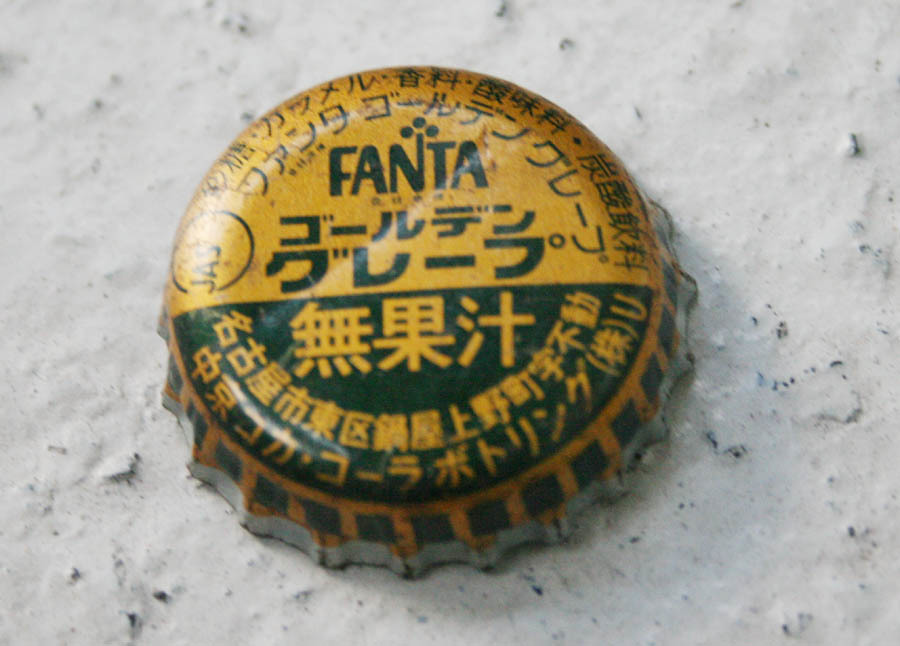 糖・カラメル・香料・酸味料・炭酸飲料
ファンタ ゴールデン グレープ
FANTA
JAS
ゴールデン
グレープ
無果汁
名古屋市東区鍋屋上野町字不動
中京コカ・コーラボトリング(株)U